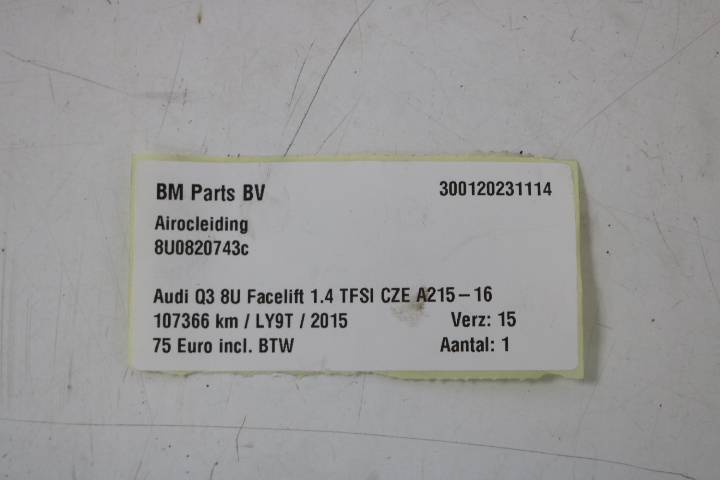 BM Parts BV 300120231114
Airocleiding
8U0820743c
Audi Q3 8U Facelift 1.4 TFSI CZE A215-16
107366 km / LY9T / 2015 Verz: 15
75 Euro incl. BTW Aantal: 1